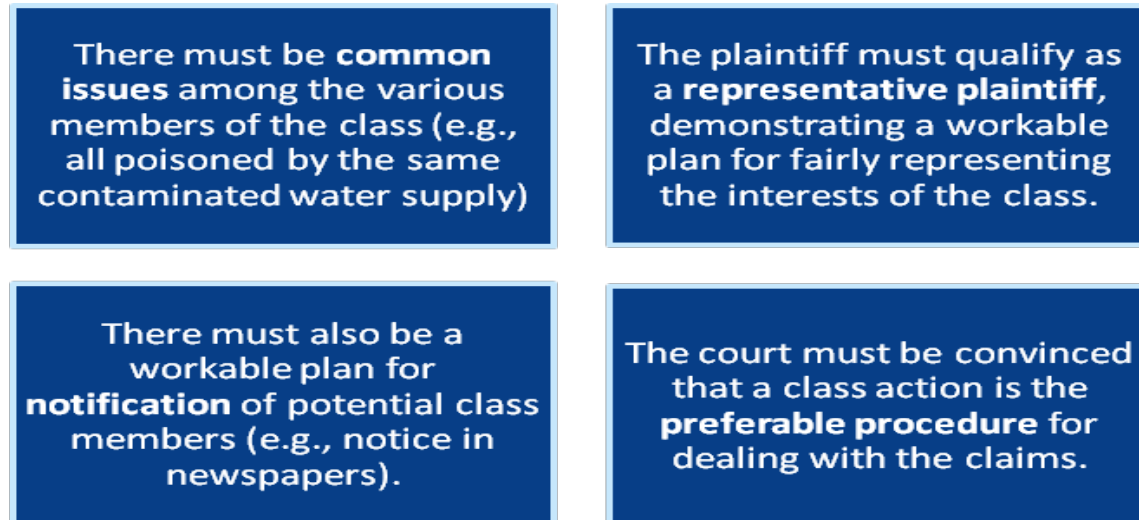 There must be common
issues among the various
members of the class (e.g.,
all poisoned by the same
contaminated water supply)
The plaintiff must qualify as
a representative plaintiff,
demonstrating a workable
plan for fairly representing
the interests of the class.
There must also be a
workable plan for
notification of potential class
members (e.g., notice in
newspapers).
The court must be convinced
that a class action is the
preferable procedure for
dealing with the claims.